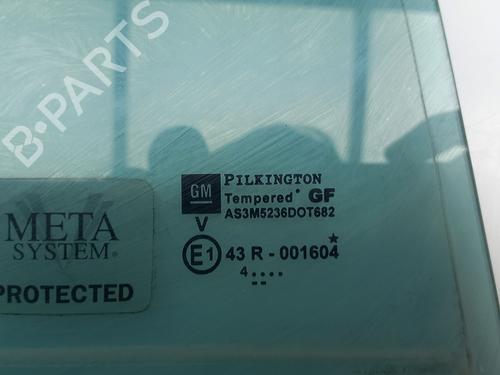 B-PARTS
GM PILKINGTON
Tempered GF
AS3M5236DOT682
V
E1 43 R - 001604
4....
--
META
SYSTEM®
PROTECTED